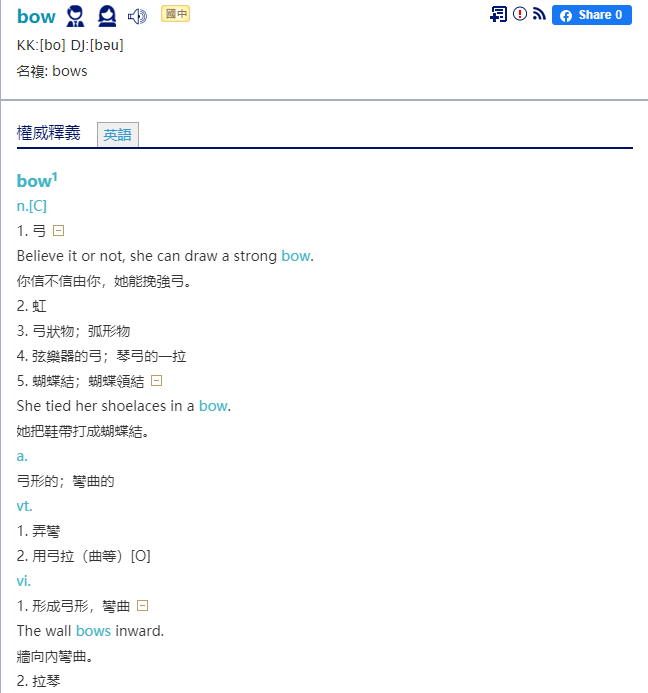 bow 國中 Share 0
KK:[bo] DJ:[bəu]
名複: bows
權威釋義 英語
bow1
n.[C]
1. 弓
Believe it or not, she can draw a strong bow.
你信不信由你，她能挽強弓。
2. 虹
3. 弓狀物；弧形物
4. 弦樂器的弓；琴弓的一拉
5. 蝴蝶結；蝴蝶領結
She tied her shoelaces in a bow.
她把鞋帶打成蝴蝶結。
a.
弓形的；彎曲的
vt.
1. 弄彎
2. 用弓拉（曲等）[O]
vi.
1. 形成弓形，彎曲
The wall bows inward.
牆向內彎曲。
2. 拉琴